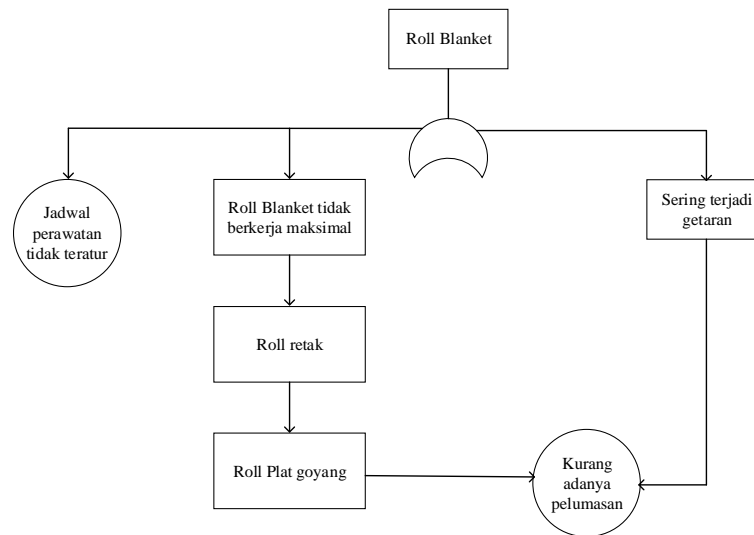 Roll Blanket
Jadwal
perawatan
tidak teratur
Roll Blanket tidak
berkerja maksimal
Sering terjadi
getaran
Roll retak
Roll Plat goyang
Kurang
adanya
pelumasan